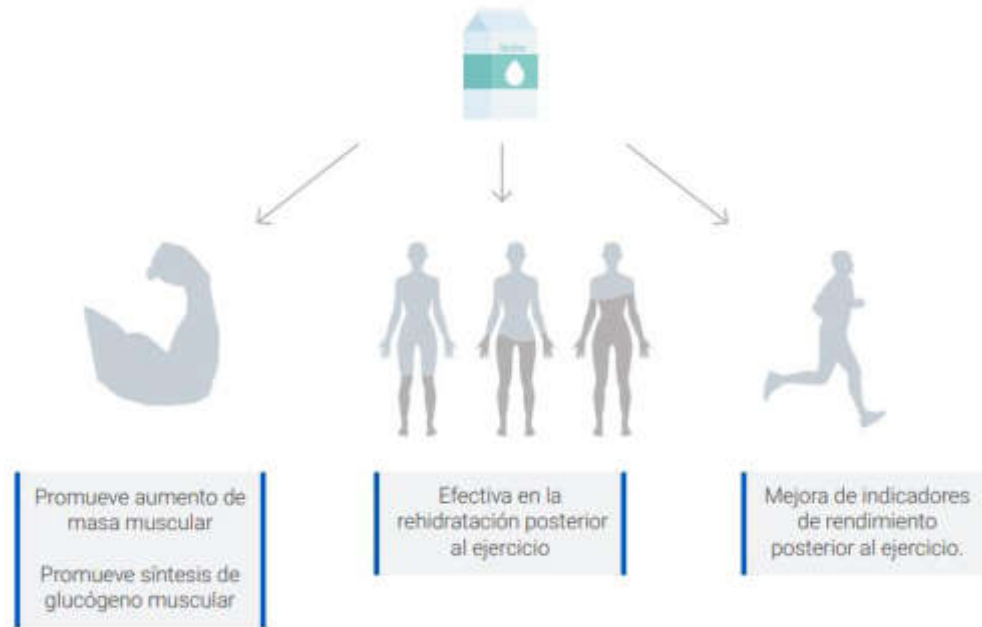 Promueve aumento de
masa muscular
Promueve síntesis de
glucógeno muscular
Efectiva en la
rehidratación posterior
al ejercicio
Mejora de indicadores
de rendimiento
posterior al ejercicio.